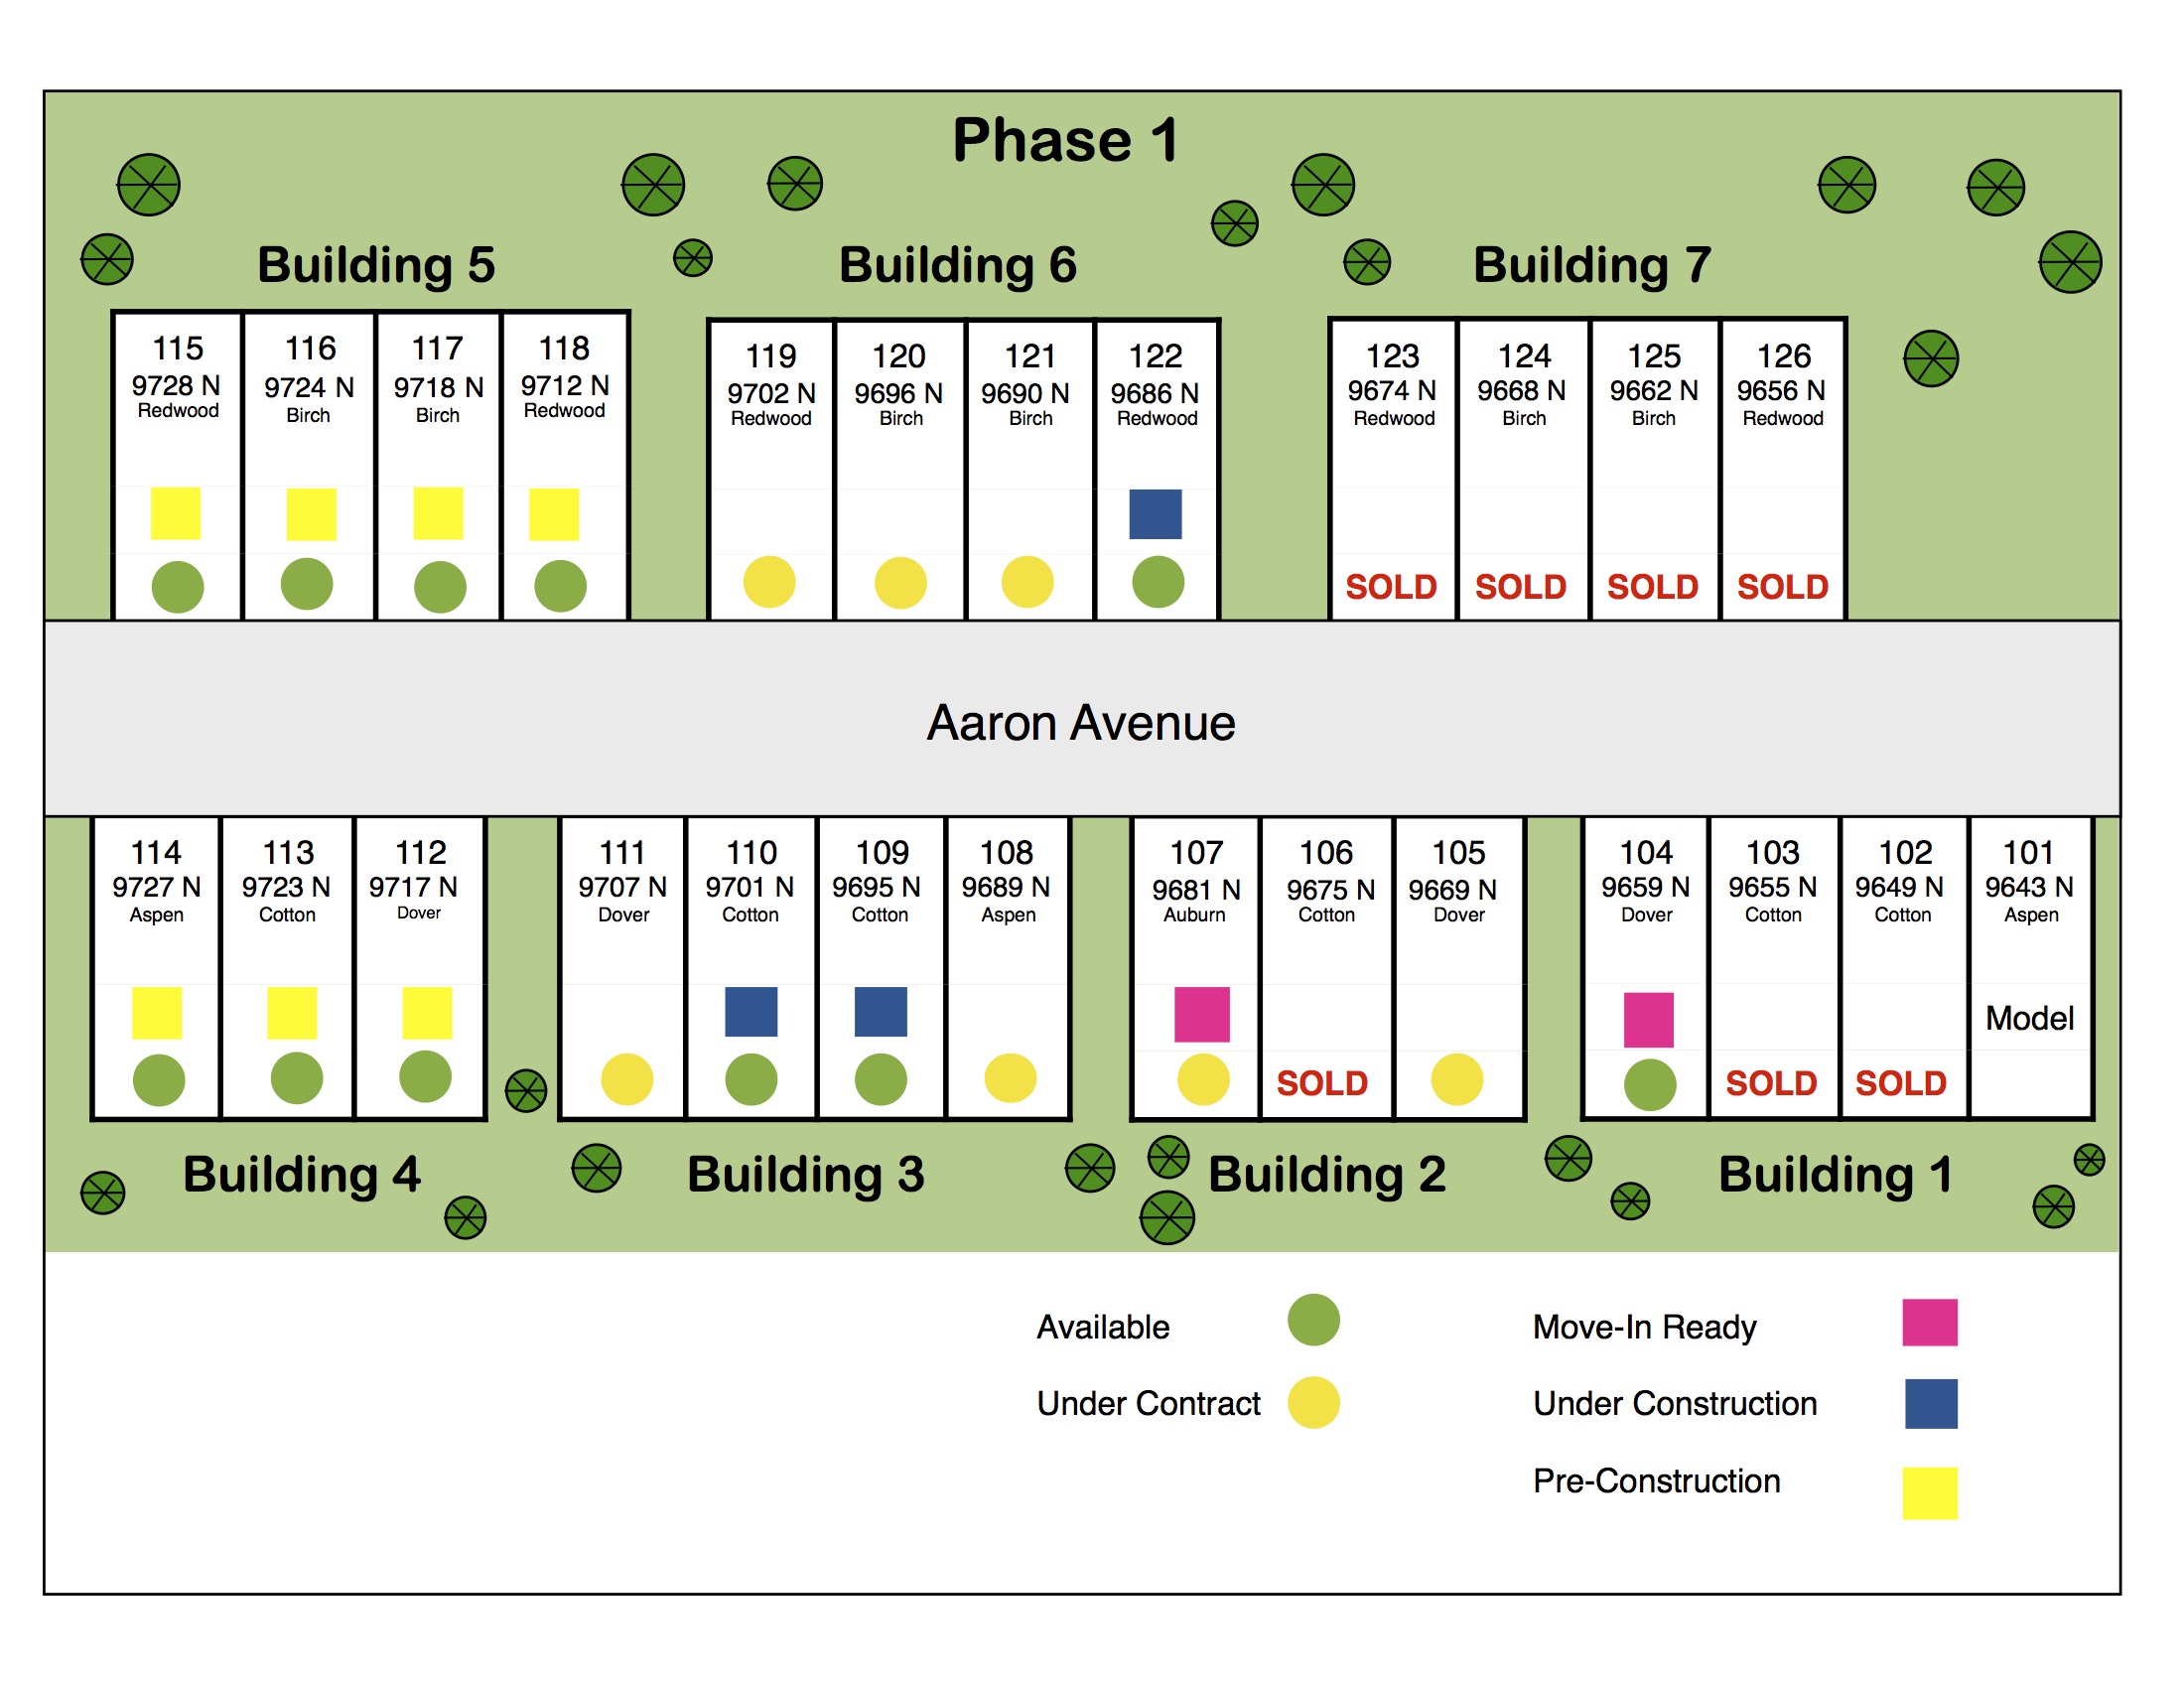 Phase 1
Building 5
Building 6
Building 7
115
9728 N
Redwood
116
9724 N
Birch
117
9718 N
Birch
118
9712 N
Redwood
119
9702 N
Redwood
120
9696 N
Birch
121
9690 N
Birch
122
9686 N
Redwood
123
9674 N
Redwood
SOLD
124
9668 N
Birch
SOLD
125
9662 N
Birch
SOLD
126
9656 N
Redwood
SOLD
Aaron Avenue
114
9727 N
Aspen
113
9723 N
Cotton
112
9717 N
Dover
111
9707 N
Dover
110
9701 N
Cotton
109
9695 N
Cotton
108
9689 N
Aspen
107
9681 N
Auburn
106
9675 N
Cotton
SOLD
105
9669 N
Dover
104
9659 N
Dover
103
9655 N
Cotton
SOLD
102
9649 N
Cotton
SOLD
101
9643 N
Aspen
Model
Building 4
Building 3
Building 2
Building 1
Available
Under Contract
Move-In Ready
Under Construction
Pre-Construction